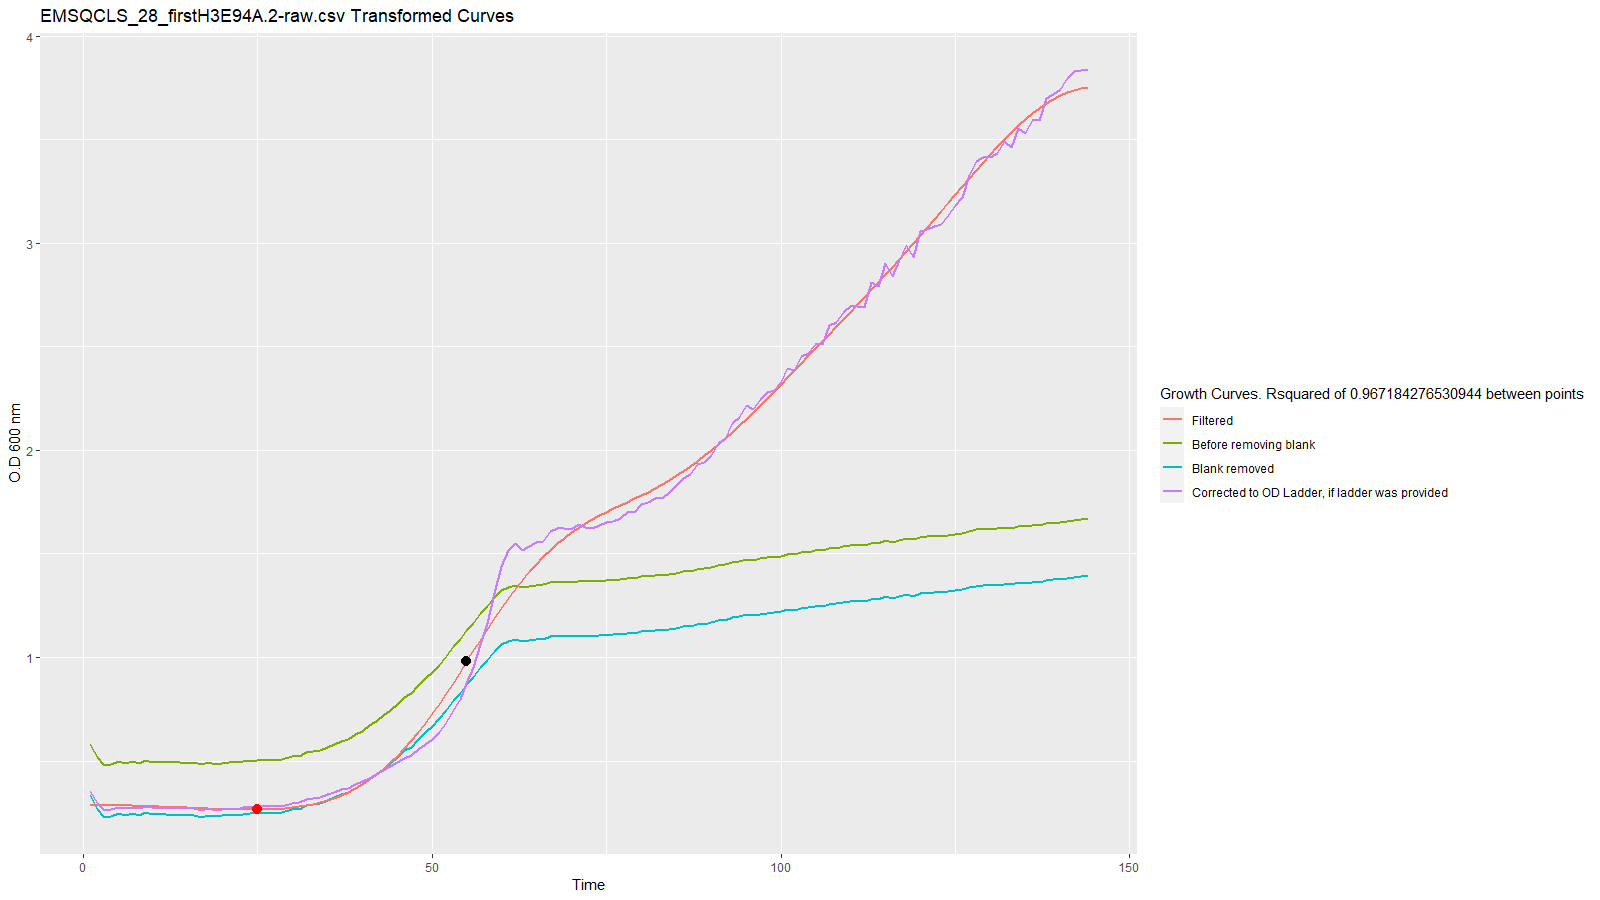 EMSQCLS_28_firstH3E94A.2-raw.csv Transformed Curves
4
3
2
1
O.D 600 nm
0
50
100
150
Time
Growth Curves. Rsquared of 0.967184276530944 between points
Filtered
Before removing blank
Blank removed
Corrected to OD Ladder, if ladder was provided